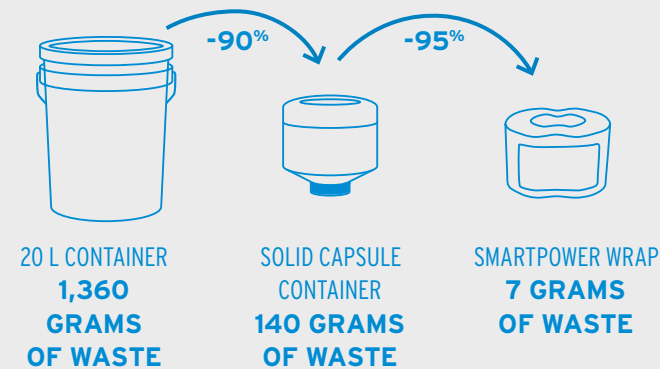 -90%
-95%
20 L CONTAINER
1,360
GRAMS
OF WASTE
SOLID CAPSULE
CONTAINER
140 GRAMS
OF WASTE
SMARTPOWER WRAP
7 GRAMS
OF WASTE